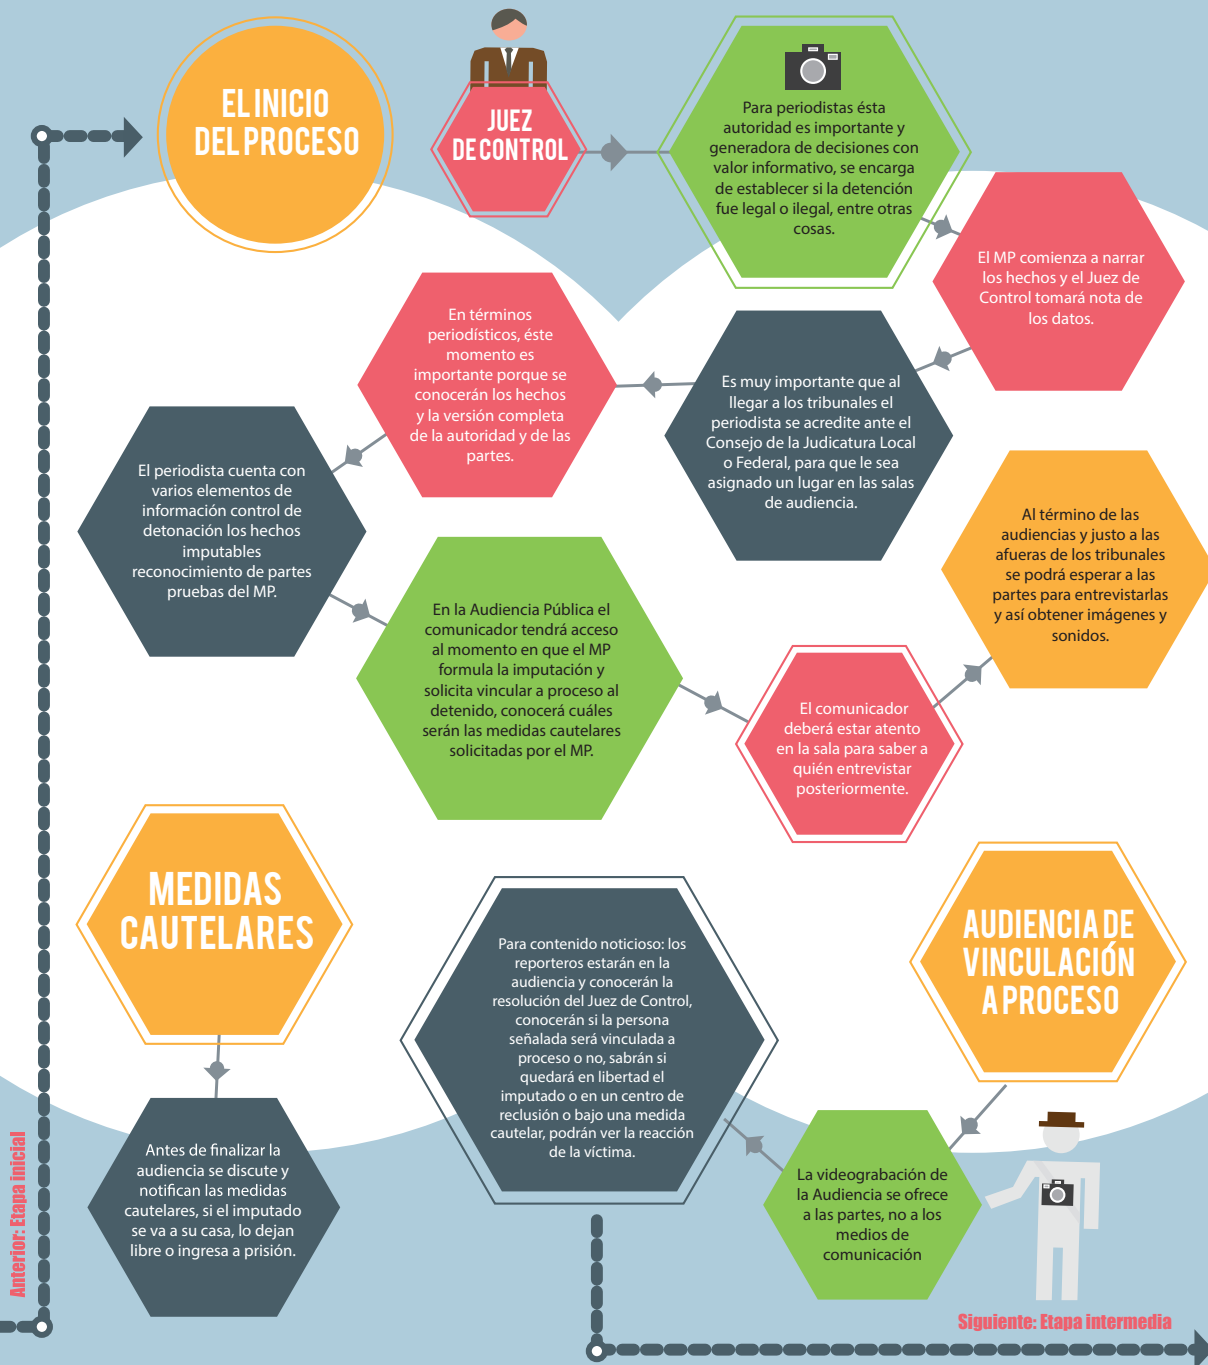 EL INICIO
DEL PROCESO
JUEZ
DE CONTROL
Para periodistas ésta
autoridad es importante y
generadora de decisiones con
valor informativo, se encarga
de establecer si la detención
fue legal o ilegal, entre otras
cosas.
El MP comienza a narrar
los hechos y el Juez de
Control tomará nota de
los datos.
Es muy importante que al
llegar a los tribunales el
periodista se acredite ante el
Consejo de la Judicatura Local
o Federal, para que le sea
asignado un lugar en las salas
de audiencia.
En términos
periodísticos, éste
momento es
importante porque se
conocerán los hechos
y la versión completa
de la autoridad y de las
partes.
El periodista cuenta con
varios elementos de
información control de
detonación los hechos
imputables
reconocimiento de partes
pruebas del MP.
En la Audiencia Pública el
comunicador tendrá acceso
al momento en que el MP
formula la imputación y
solicita vincular a proceso al
detenido, conocerá cuáles
serán las medidas cautelares
solicitadas por el MP.
El comunicador
deberá estar atento
en la sala para saber a
quién entrevistar
posteriormente.
Al término de las
audiencias y justo a las
afueras de los tribunales
se podrá esperar a las
partes para entrevistarlas
y así obtener imágenes y
sonidos.
MEDIDAS
CAUTELARES
Antes de finalizar la
audiencia se discute y
notifican las medidas
cautelares, si el imputado
se va a su casa, lo dejan
libre o ingresa a prisión.
AUDIENCIA DE
VINCULACIÓN
A PROCESO
La videograbación de
la Audiencia se ofrece
a las partes, no a los
medios de
comunicación
Para contenido noticioso: los
reporteros estarán en la
audiencia y conocerán la
resolución del Juez de Control,
conocerán si la persona
señalada será vinculada a
proceso o no, sabrán si
quedará en libertad el
imputado o en un centro de
reclusión o bajo una medida
cautelar, podrán ver la reacción
de la víctima.
Anterior: Etapa inicial
Siguiente: Etapa intermedia